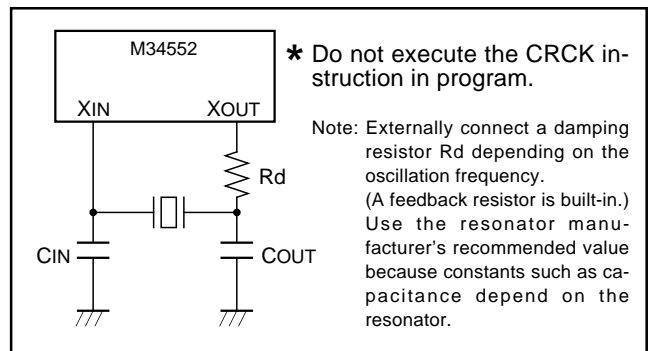 M34552
XIN
XOUT
Rd
CIN
COUT
* Do not execute the CRCK in-
struction in program.
Note: Externally connect a damping
resistor Rd depending on the
oscillation frequency.
(A feedback resistor is built-in.)
Use the resonator manu-
facturer’s recommended value
because constants such as ca-
pacitance depend on the
resonator.